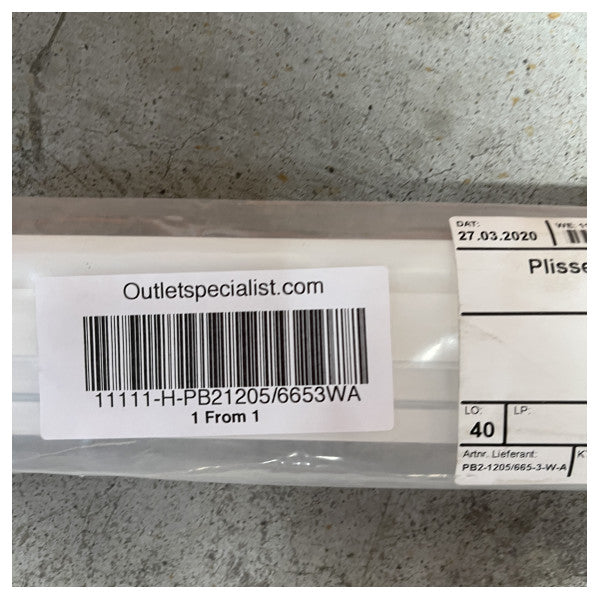 Outletspecialist.com
11111-H-PB21205/6653WA
1 From 1
DAT:
27.03.2020
WE:
Plisse
LO:
40
LP:
Artnr. Lieferant:
PB2-1205/665-3-W-A